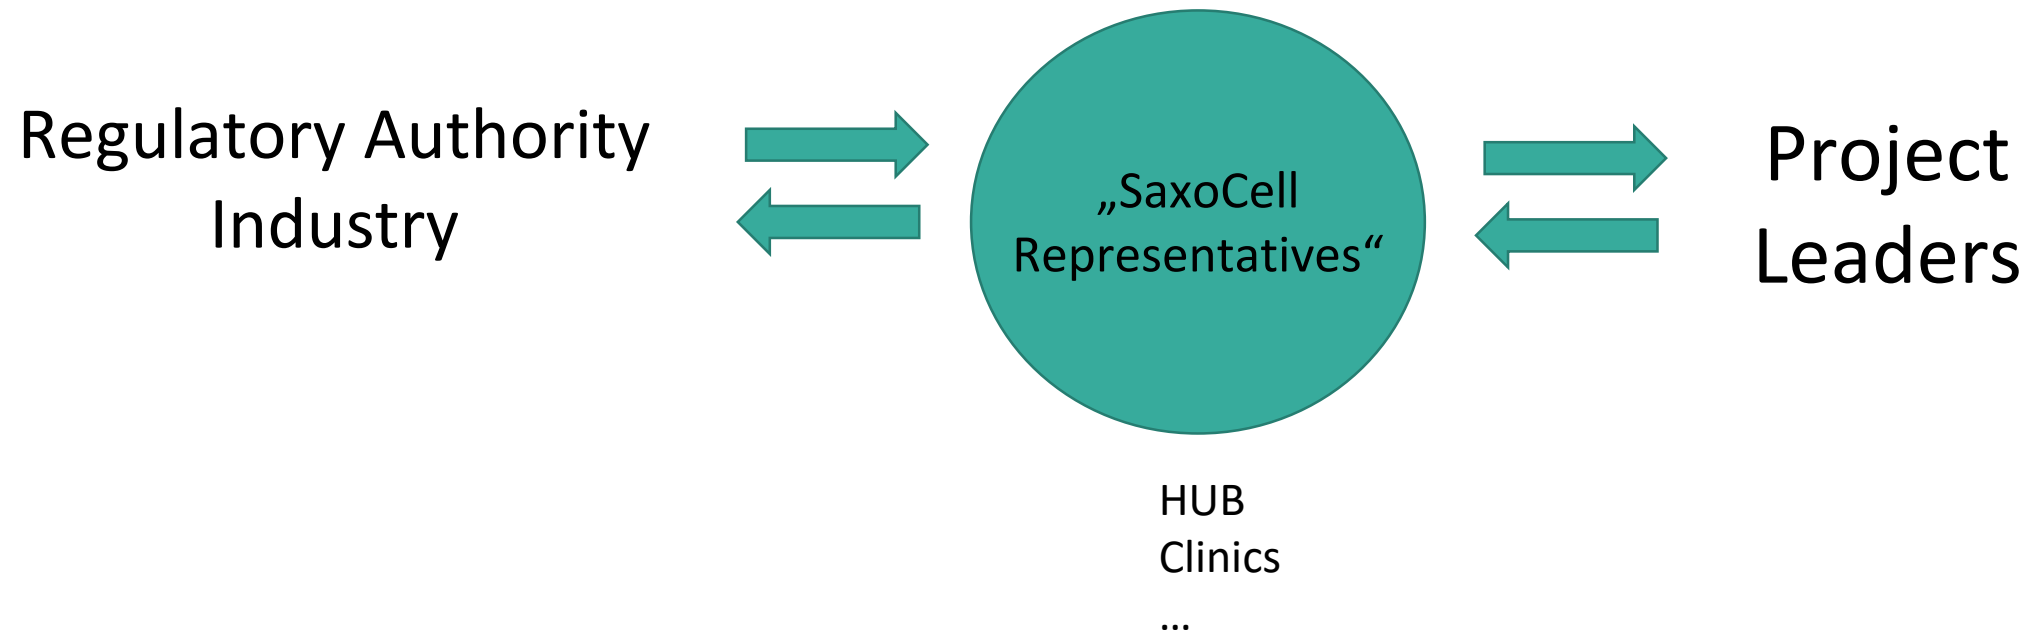 Regulatory Authority
Industry
„SaxoCell
Representatives“
Project
Leaders
HUB
Clinics
...